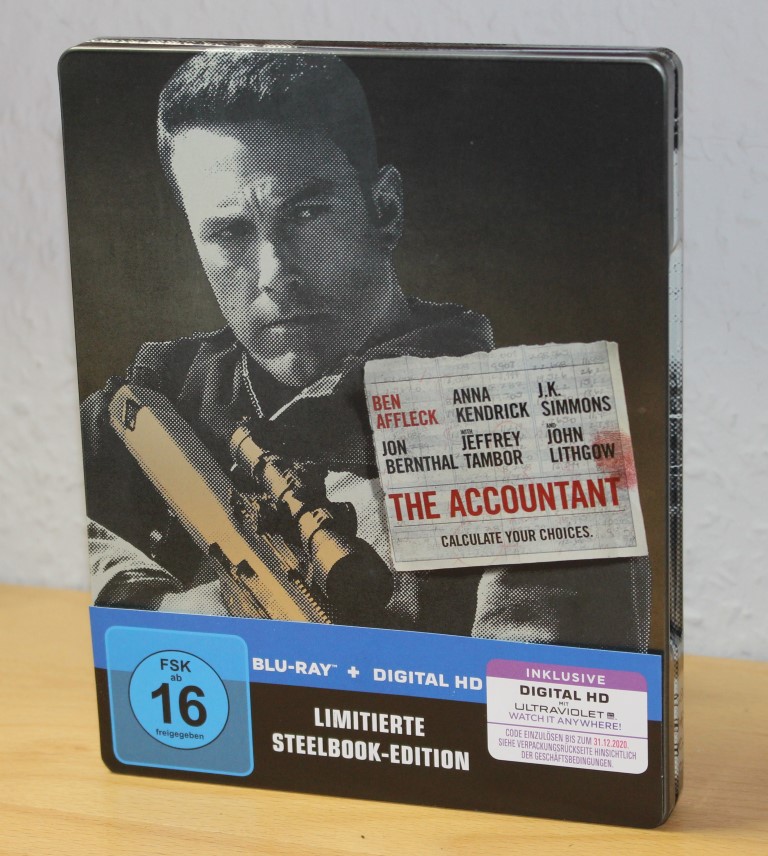 BEN AFFLECK
ANNA KENDRICK
J.K. SIMMONS
JON BERNTHAL
WITH JEFFREY TAMBOR
AND JOHN LITHGOW
THE ACCOUNTANT
CALCULATE YOUR CHOICES.
BLU-RAY™ + DIGITAL HD
FSK
ab
16
freigegeben
LIMITIERTE
STEELBOOK-EDITION
INKLUSIVE
DIGITAL HD
MIT
ULTRAVIOLET
WATCH IT ANYWHERE!
CODE EINZULÖSEN BIS ZUM 31.12.2020.
SIEHE VERPACKUNGSRÜCKSEITE HINSICHTLICH
DER GESCHÄFTSBEDINGUNGEN.